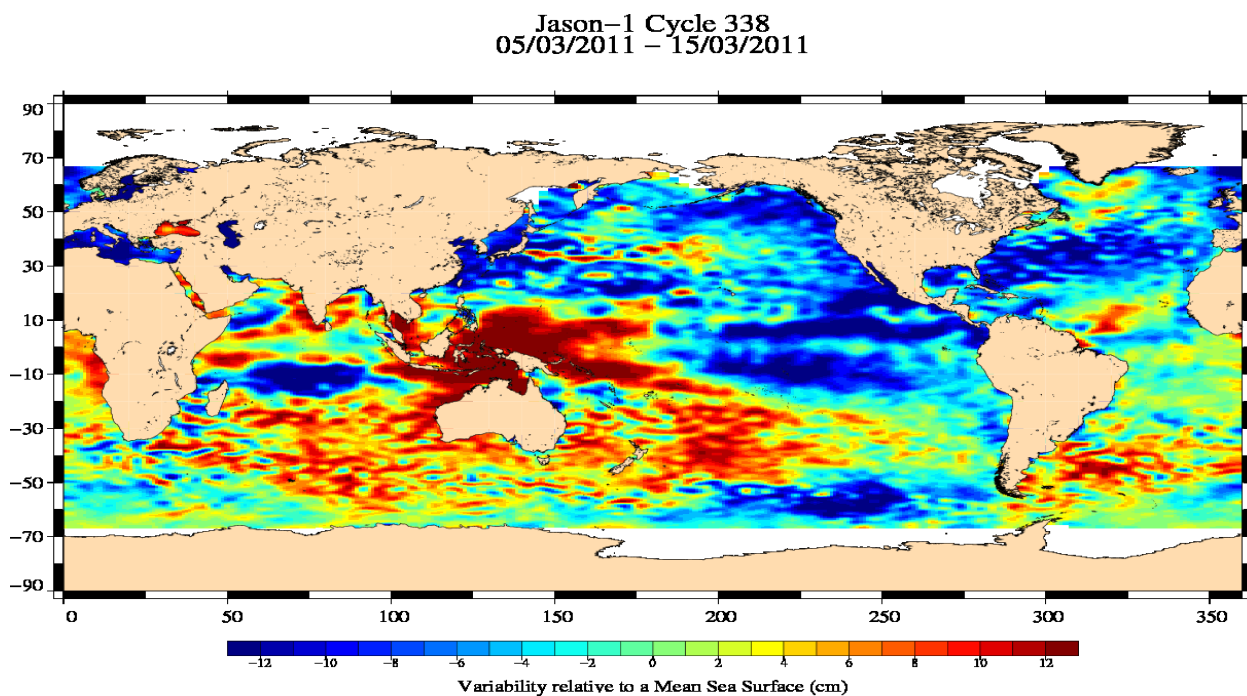 Jason-1 Cycle 338
05/03/2011 - 15/03/2011
90
70
50
30
10
-10
-30
-50
-70
-90
0 50 100 150 200 250 300 350
-12 -10 -8 -6 -4 -2 0 2 4 6 8 10 12
Variability relative to a Mean Sea Surface (cm)